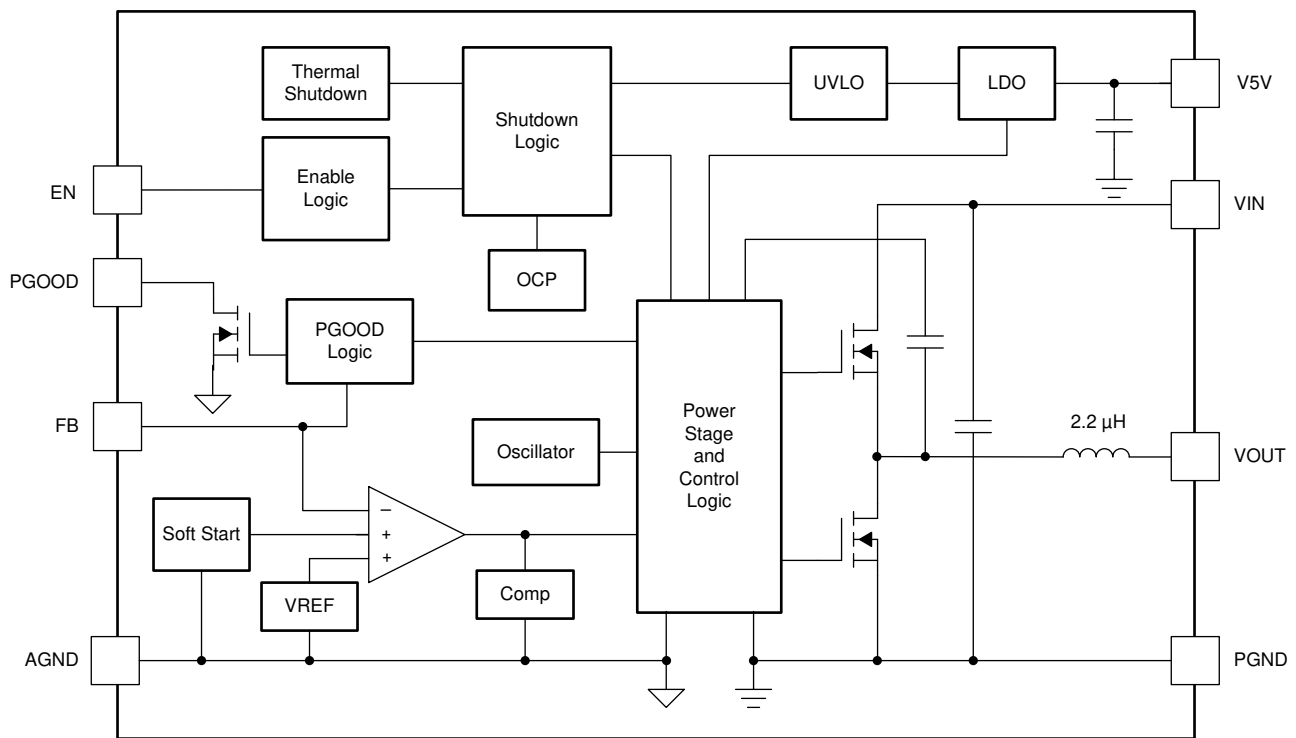 Thermal
Shutdown
Shutdown
Logic
UVLO
LDO
V5V
EN
Enable
Logic
VIN
PGOOD
OCP
PGOOD
Logic
FB
Power
Stage
and
Control
Logic
2.2 µH
Oscillator
VOUT
Soft Start
−
+
+
VREF
Comp
AGND
PGND